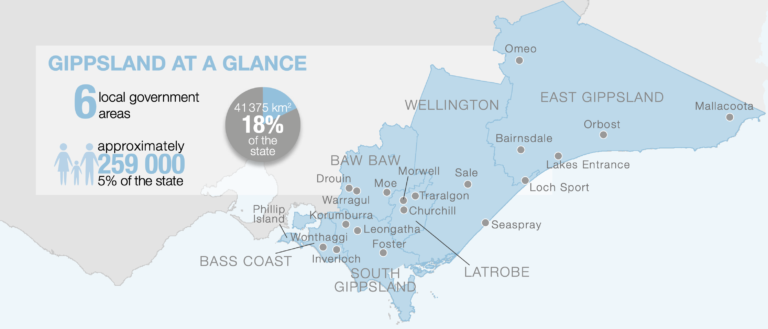 GIPPSLAND AT A GLANCE
6 local government
areas
approximately
259 000
5% of the state
41 375 km²
18%
of the
state
Omeo
WELLINGTON
EAST GIPPSLAND
Mallacoota
Orbost
Bairnsdale
Lakes Entrance
BAW BAW
Morwell
Sale
Drouin
Moe
Loch Sport
Warragul
Traralgon
Phillip
Island
Korumburra
Churchill
Seaspray
Wonthaggi
Leongatha
Foster
BASS COAST
Inverloch
LATROBE
SOUTH
GIPPSLAND